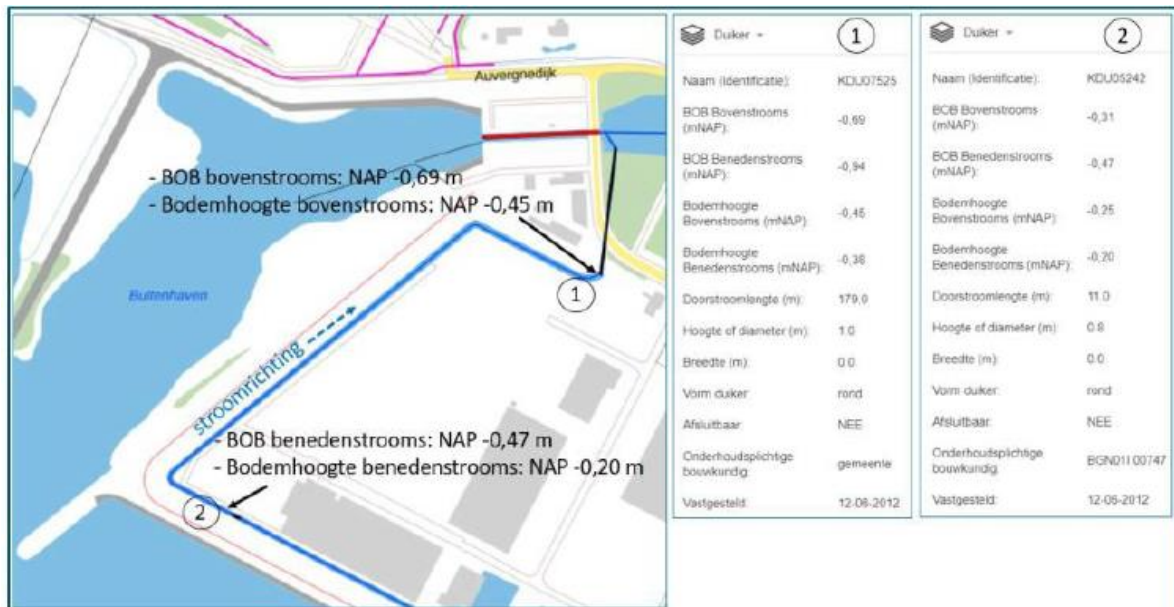 Auvergnedijk
- BOB bovenstrooms: NAP -0,69 m
- Bodemhoogte bovenstrooms: NAP -0,45 m
Buitenhaven
1
stroomrichting
- BOB benedenstrooms: NAP -0,47 m
- Bodemhoogte benedenstrooms: NAP -0,20 m
2
Duiker
1
Naam (Identificatie): KDU07525
BOB Bovenstrooms -0,69
(mNAP):
BOB Benedenstrooms -0,94
(mNAP):
Bodemhoogte -0,45
Bovenstrooms (mNAP):
Bodemhoogte -0,38
Benedenstrooms (mNAP):
Doorstroomlengte (m): 179.0
Hoogte of diameter (m): 1.0
Breedte (m): 0.0
Vorm duiker: rond
Afsluitbaar: NEE
Onderhoudsplichtige gemeente
bouwkundig:
Vastgesteld: 12-06-2012
Duiker
2
Naam (Identificatie): KDU05242
BOB Bovenstrooms -0,31
(mNAP):
BOB Benedenstrooms -0,47
(mNAP):
Bodemhoogte -0,25
Bovenstrooms (mNAP):
Bodemhoogte -0,20
Benedenstrooms (mNAP):
Doorstroomlengte (m): 11.0
Hoogte of diameter (m): 0.8
Breedte (m): 0.0
Vorm duiker: rond
Afsluitbaar: NEE
Onderhoudsplichtige BGN01I00747
bouwkundig:
Vastgesteld: 12-06-2012